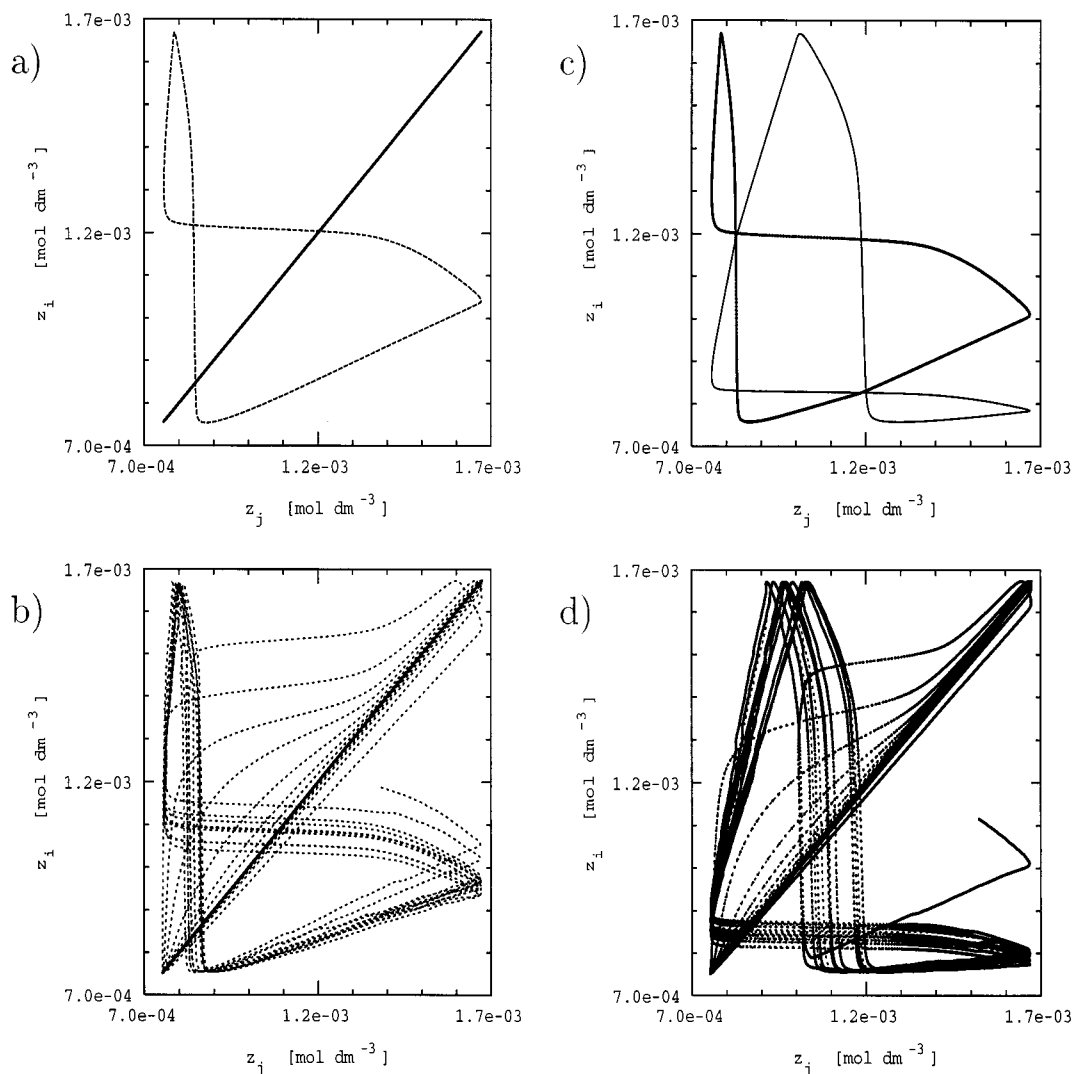 a)
1.7e-03
1.2e-03
7.0e-04
z_i [mol dm^-3]
7.0e-04 1.2e-03 1.7e-03
z_j [mol dm^-3]
c)
1.7e-03
1.2e-03
7.0e-04
z_i [mol dm^-3]
7.0e-04 1.2e-03 1.7e-03
z_j [mol dm^-3]
b)
1.7e-03
1.2e-03
7.0e-04
z_i [mol dm^-3]
7.0e-04 1.2e-03 1.7e-03
z_j [mol dm^-3]
d)
1.7e-03
1.2e-03
7.0e-04
z_i [mol dm^-3]
7.0e-04 1.2e-03 1.7e-03
z_j [mol dm^-3]